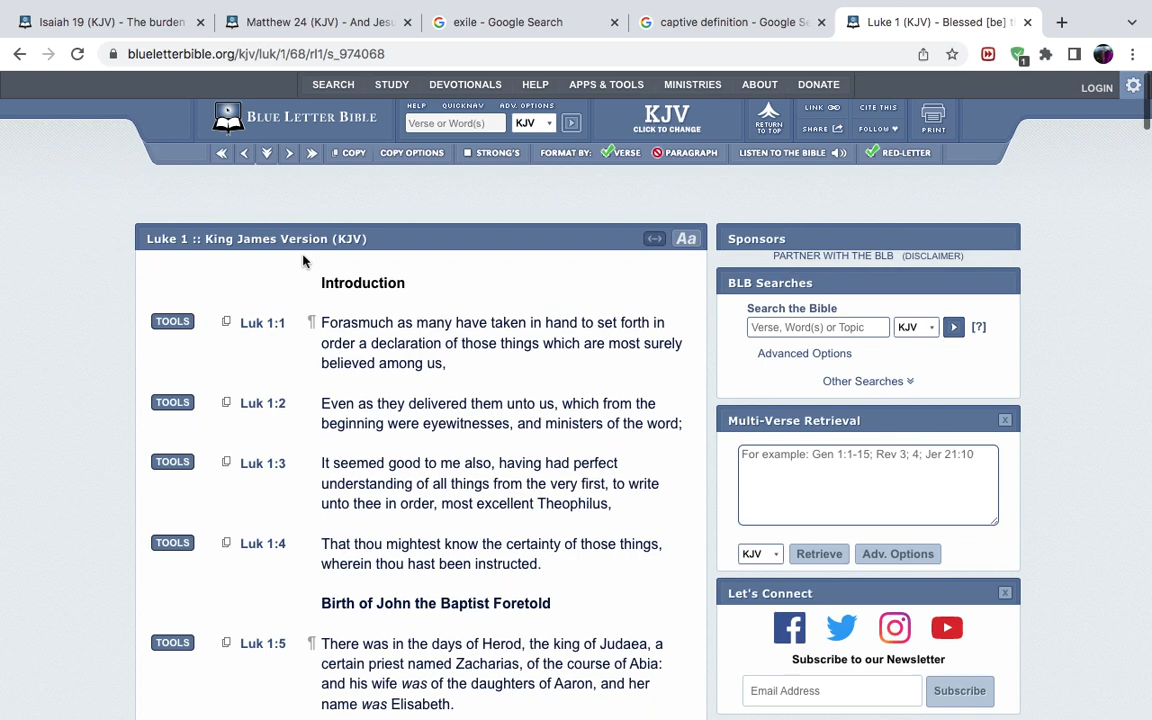 Isaiah 19 (KJV) - The burden
Matthew 24 (KJV) - And Jesu
exile - Google Search
captive definition - Google Se
Luke 1 (KJV) - Blessed [be] t
blueletterbible.org/kjv/luk/1/68/rl1/s_974068
1
SEARCH STUDY DEVOTIONALS HELP APPS & TOOLS MINISTRIES ABOUT DONATE
LOGIN
BLUE LETTER BIBLE
HELP QUICKNAV ADV. OPTIONS
Verse or Word(s) KJV
KJV
CLICK TO CHANGE
RETURN
TO TOP
LINK
CITE THIS
SHARE
FOLLOW
PRINT
COPY COPY OPTIONS STRONG'S FORMAT BY: VERSE PARAGRAPH LISTEN TO THE BIBLE RED-LETTER
Luke 1 :: King James Version (KJV) Aa
Introduction
TOOLS Luk 1:1 ¶ Forasmuch as many have taken in hand to set forth in
order a declaration of those things which are most surely
believed among us,
TOOLS Luk 1:2 Even as they delivered them unto us, which from the
beginning were eyewitnesses, and ministers of the word;
TOOLS Luk 1:3 It seemed good to me also, having had perfect
understanding of all things from the very first, to write
unto thee in order, most excellent Theophilus,
TOOLS Luk 1:4 That thou mightest know the certainty of those things,
wherein thou hast been instructed.
Birth of John the Baptist Foretold
TOOLS Luk 1:5 ¶ There was in the days of Herod, the king of Judaea, a
certain priest named Zacharias, of the course of Abia:
and his wife was of the daughters of Aaron, and her
name was Elisabeth.
Sponsors
PARTNER WITH THE BLB (DISCLAIMER)
BLB Searches
Search the Bible
Verse, Word(s) or Topic KJV [?]
Advanced Options
Other Searches
Multi-Verse Retrieval x
For example: Gen 1:1-15; Rev 3; 4; Jer 21:10
KJV Retrieve Adv. Options
Let's Connect x
Subscribe to our Newsletter
Email Address Subscribe